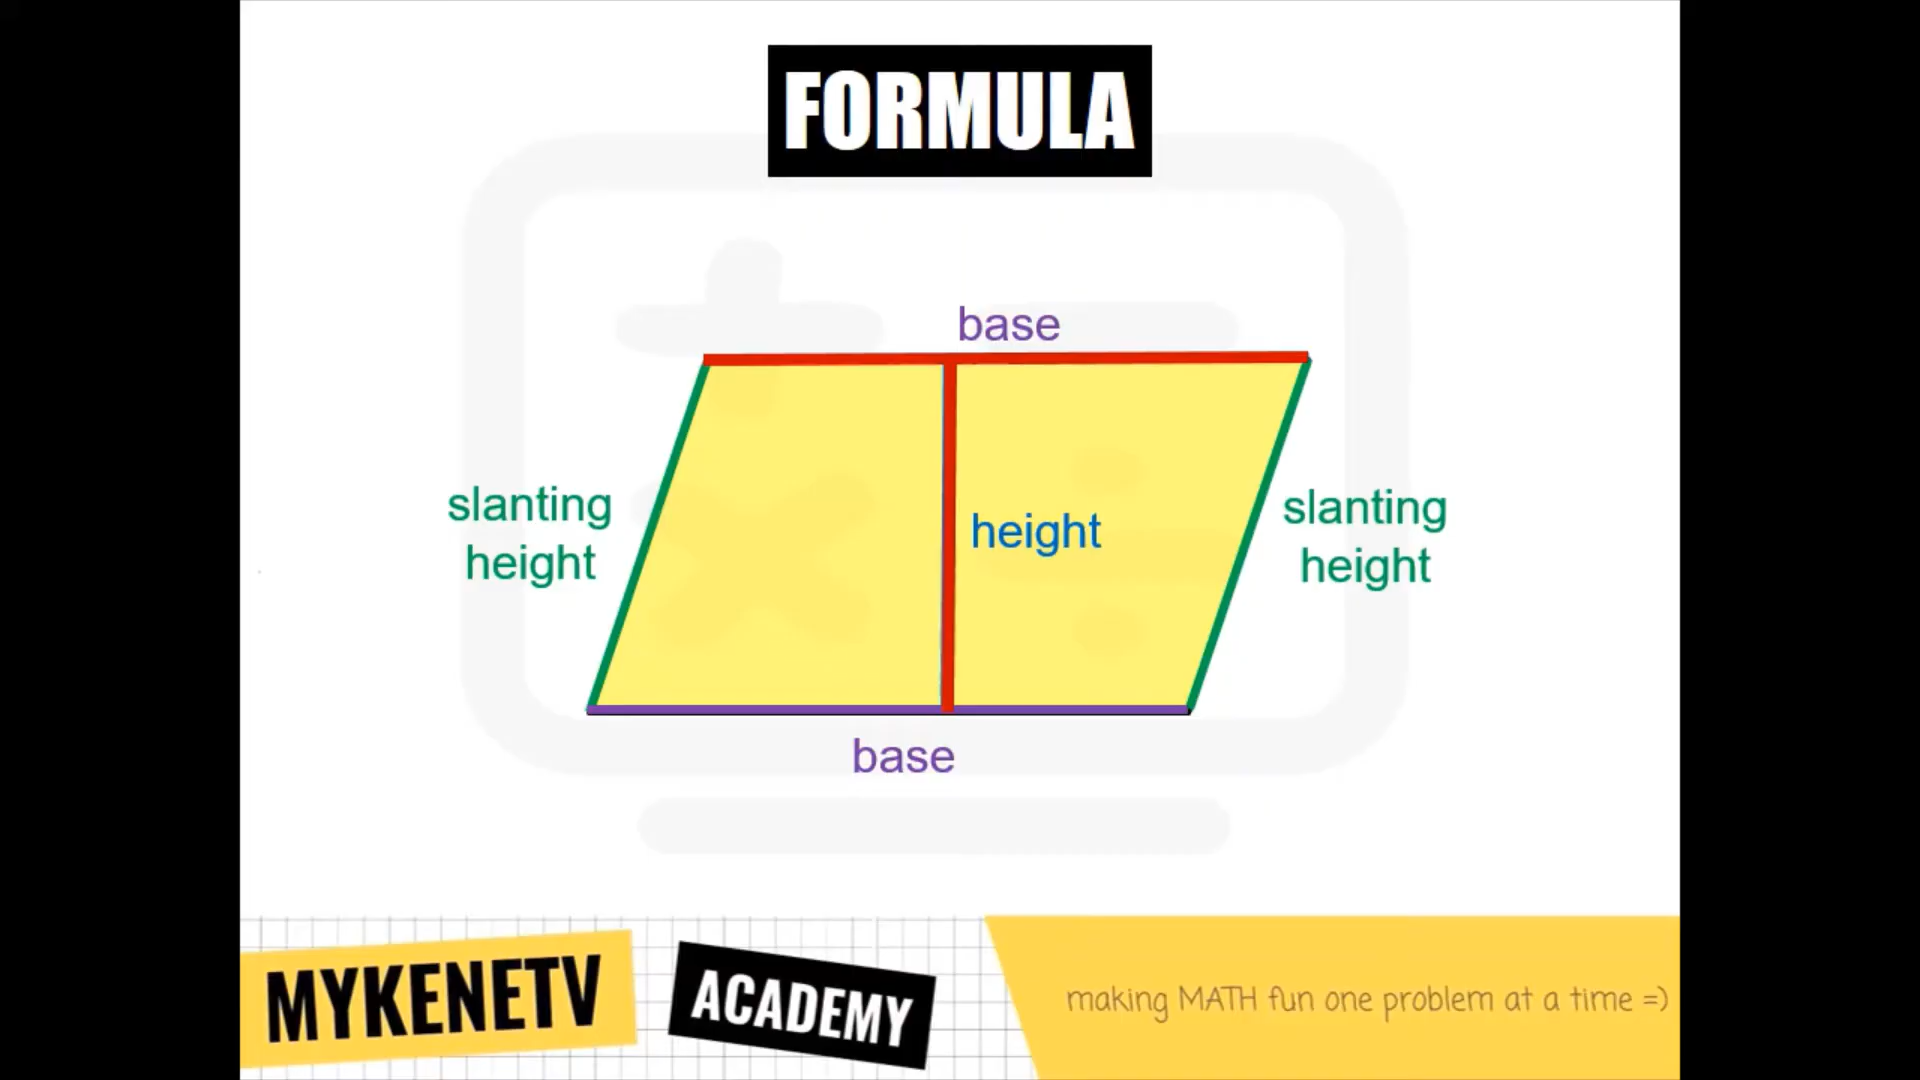 FORMULA
base
slanting
height
height
slanting
height
base
MYKENETV
ACADEMY
making MATH fun one problem at a time =)